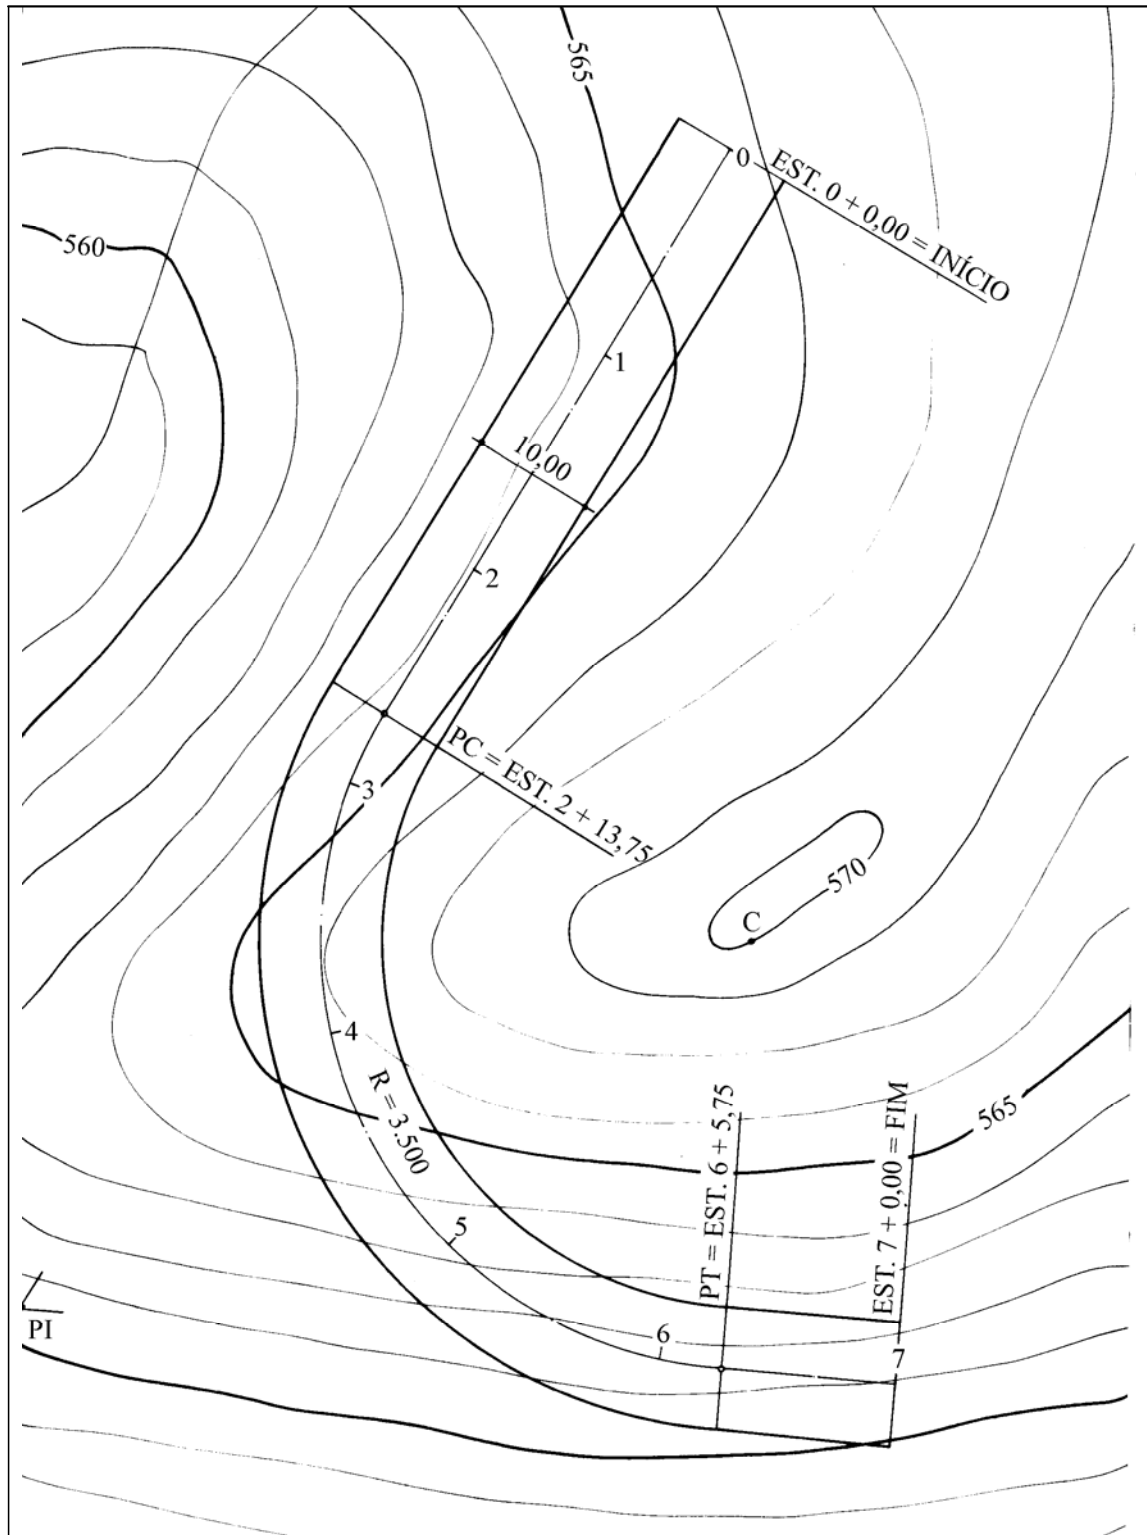 565
0
EST. 0 + 0,00 = INÍCIO
560
1
10,00
2
PC = EST. 2 + 13,75
3
570
C
4
R = 3.500
565
PT = EST. 6 + 5,75
EST. 7 + 0,00 = FIM
5
PI
6
7